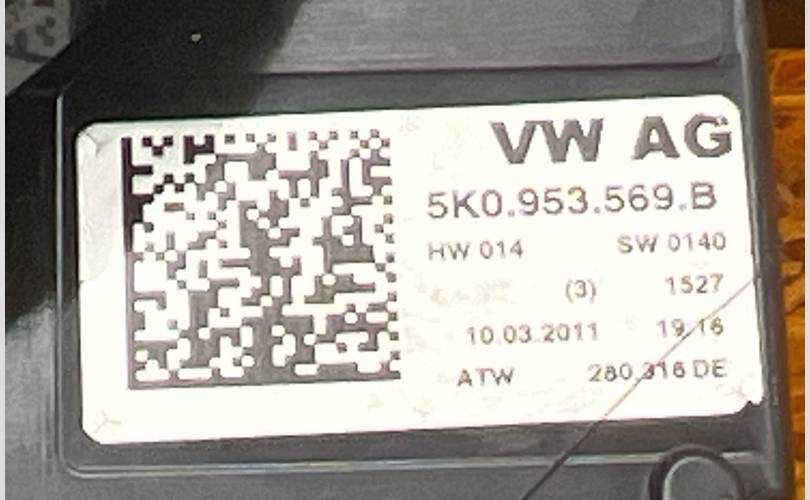 VW AG
5K0.953.569.B
HW 014 SW 0140
(3) 1527
10.03.2011 19:16
ATW 280.316 DE